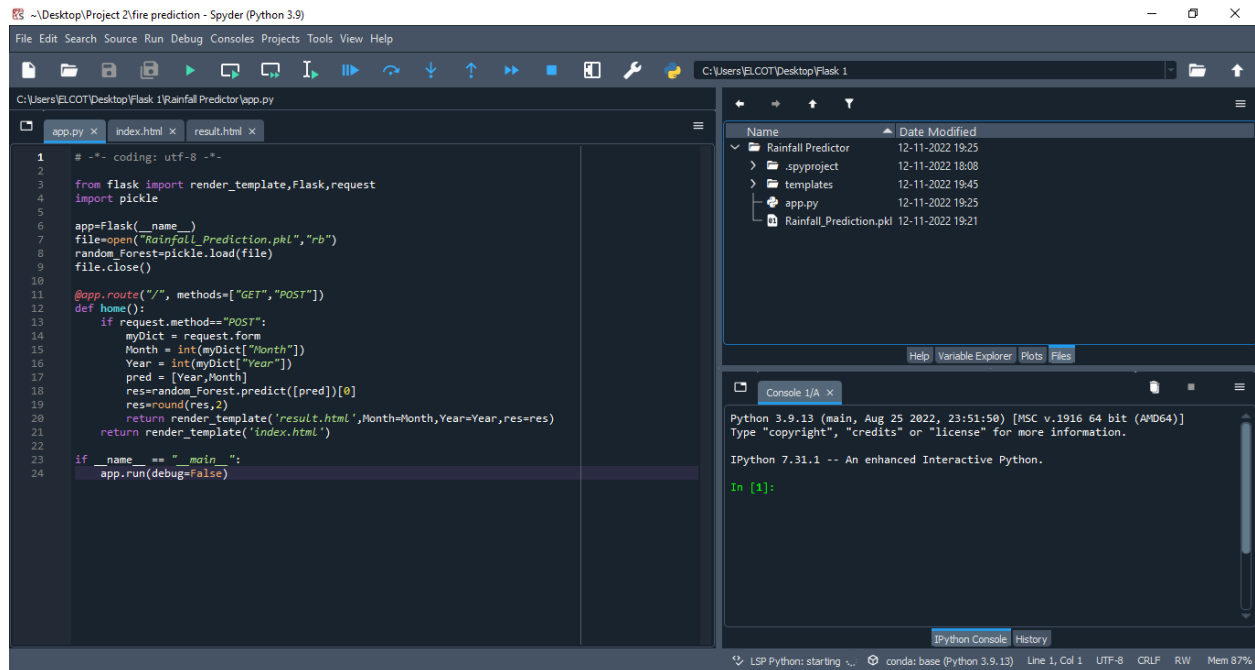 ~\Desktop\Project 2\fire prediction - Spyder (Python 3.9)
File Edit Search Source Run Debug Consoles Projects Tools View Help
C:\Users\ELCOT\Desktop\Flask 1
C:\Users\ELCOT\Desktop\Flask 1\Rainfall Predictor\app.py
app.py index.html result.html
1 # -*- coding: utf-8 -*-
2
3 from flask import render_template,Flask,request
4 import pickle
5
6 app=Flask(__name__)
7 file=open("Rainfall_Prediction.pkl","rb")
8 random_Forest=pickle.load(file)
9 file.close()
10
11 @app.route("/", methods=["GET","POST"])
12 def home():
13     if request.method=="POST":
14         myDict = request.form
15         Month = int(myDict["Month"])
16         Year = int(myDict["Year"])
17         pred = [Year,Month]
18         res=random_Forest.predict([pred])[0]
19         res=round(res,2)
20         return render_template('result.html',Month=Month,Year=Year,res=res)
21     return render_template('index.html')
22
23 if __name__ == "__main__":
24     app.run(debug=False)
Name Date Modified
Rainfall Predictor 12-11-2022 19:25
.spyproject 12-11-2022 18:08
templates 12-11-2022 19:45
app.py 12-11-2022 19:25
Rainfall_Prediction.pkl 12-11-2022 19:21
Help Variable Explorer Plots Files
Console 1/A
Python 3.9.13 (main, Aug 25 2022, 23:51:50) [MSC v.1916 64 bit (AMD64)]
Type "copyright", "credits" or "license" for more information.
IPython 7.31.1 -- An enhanced Interactive Python.
In [1]:
IPython Console History
LSP Python: starting conda: base (Python 3.9.13) Line 1, Col 1 UTF-8 CRLF RW Mem 87%